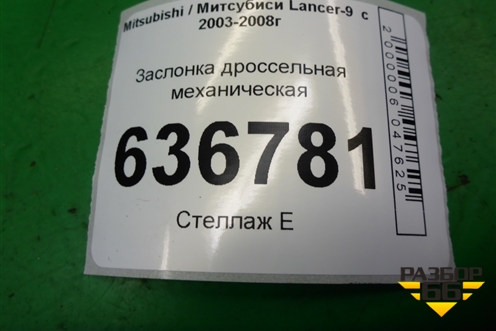 Mitsubishi / Митсубиси Lancer-9 с
2003-2008г
Заслонка дроссельная
механическая
636781
Стеллаж Е
2000006047625
РАЗБОР
66